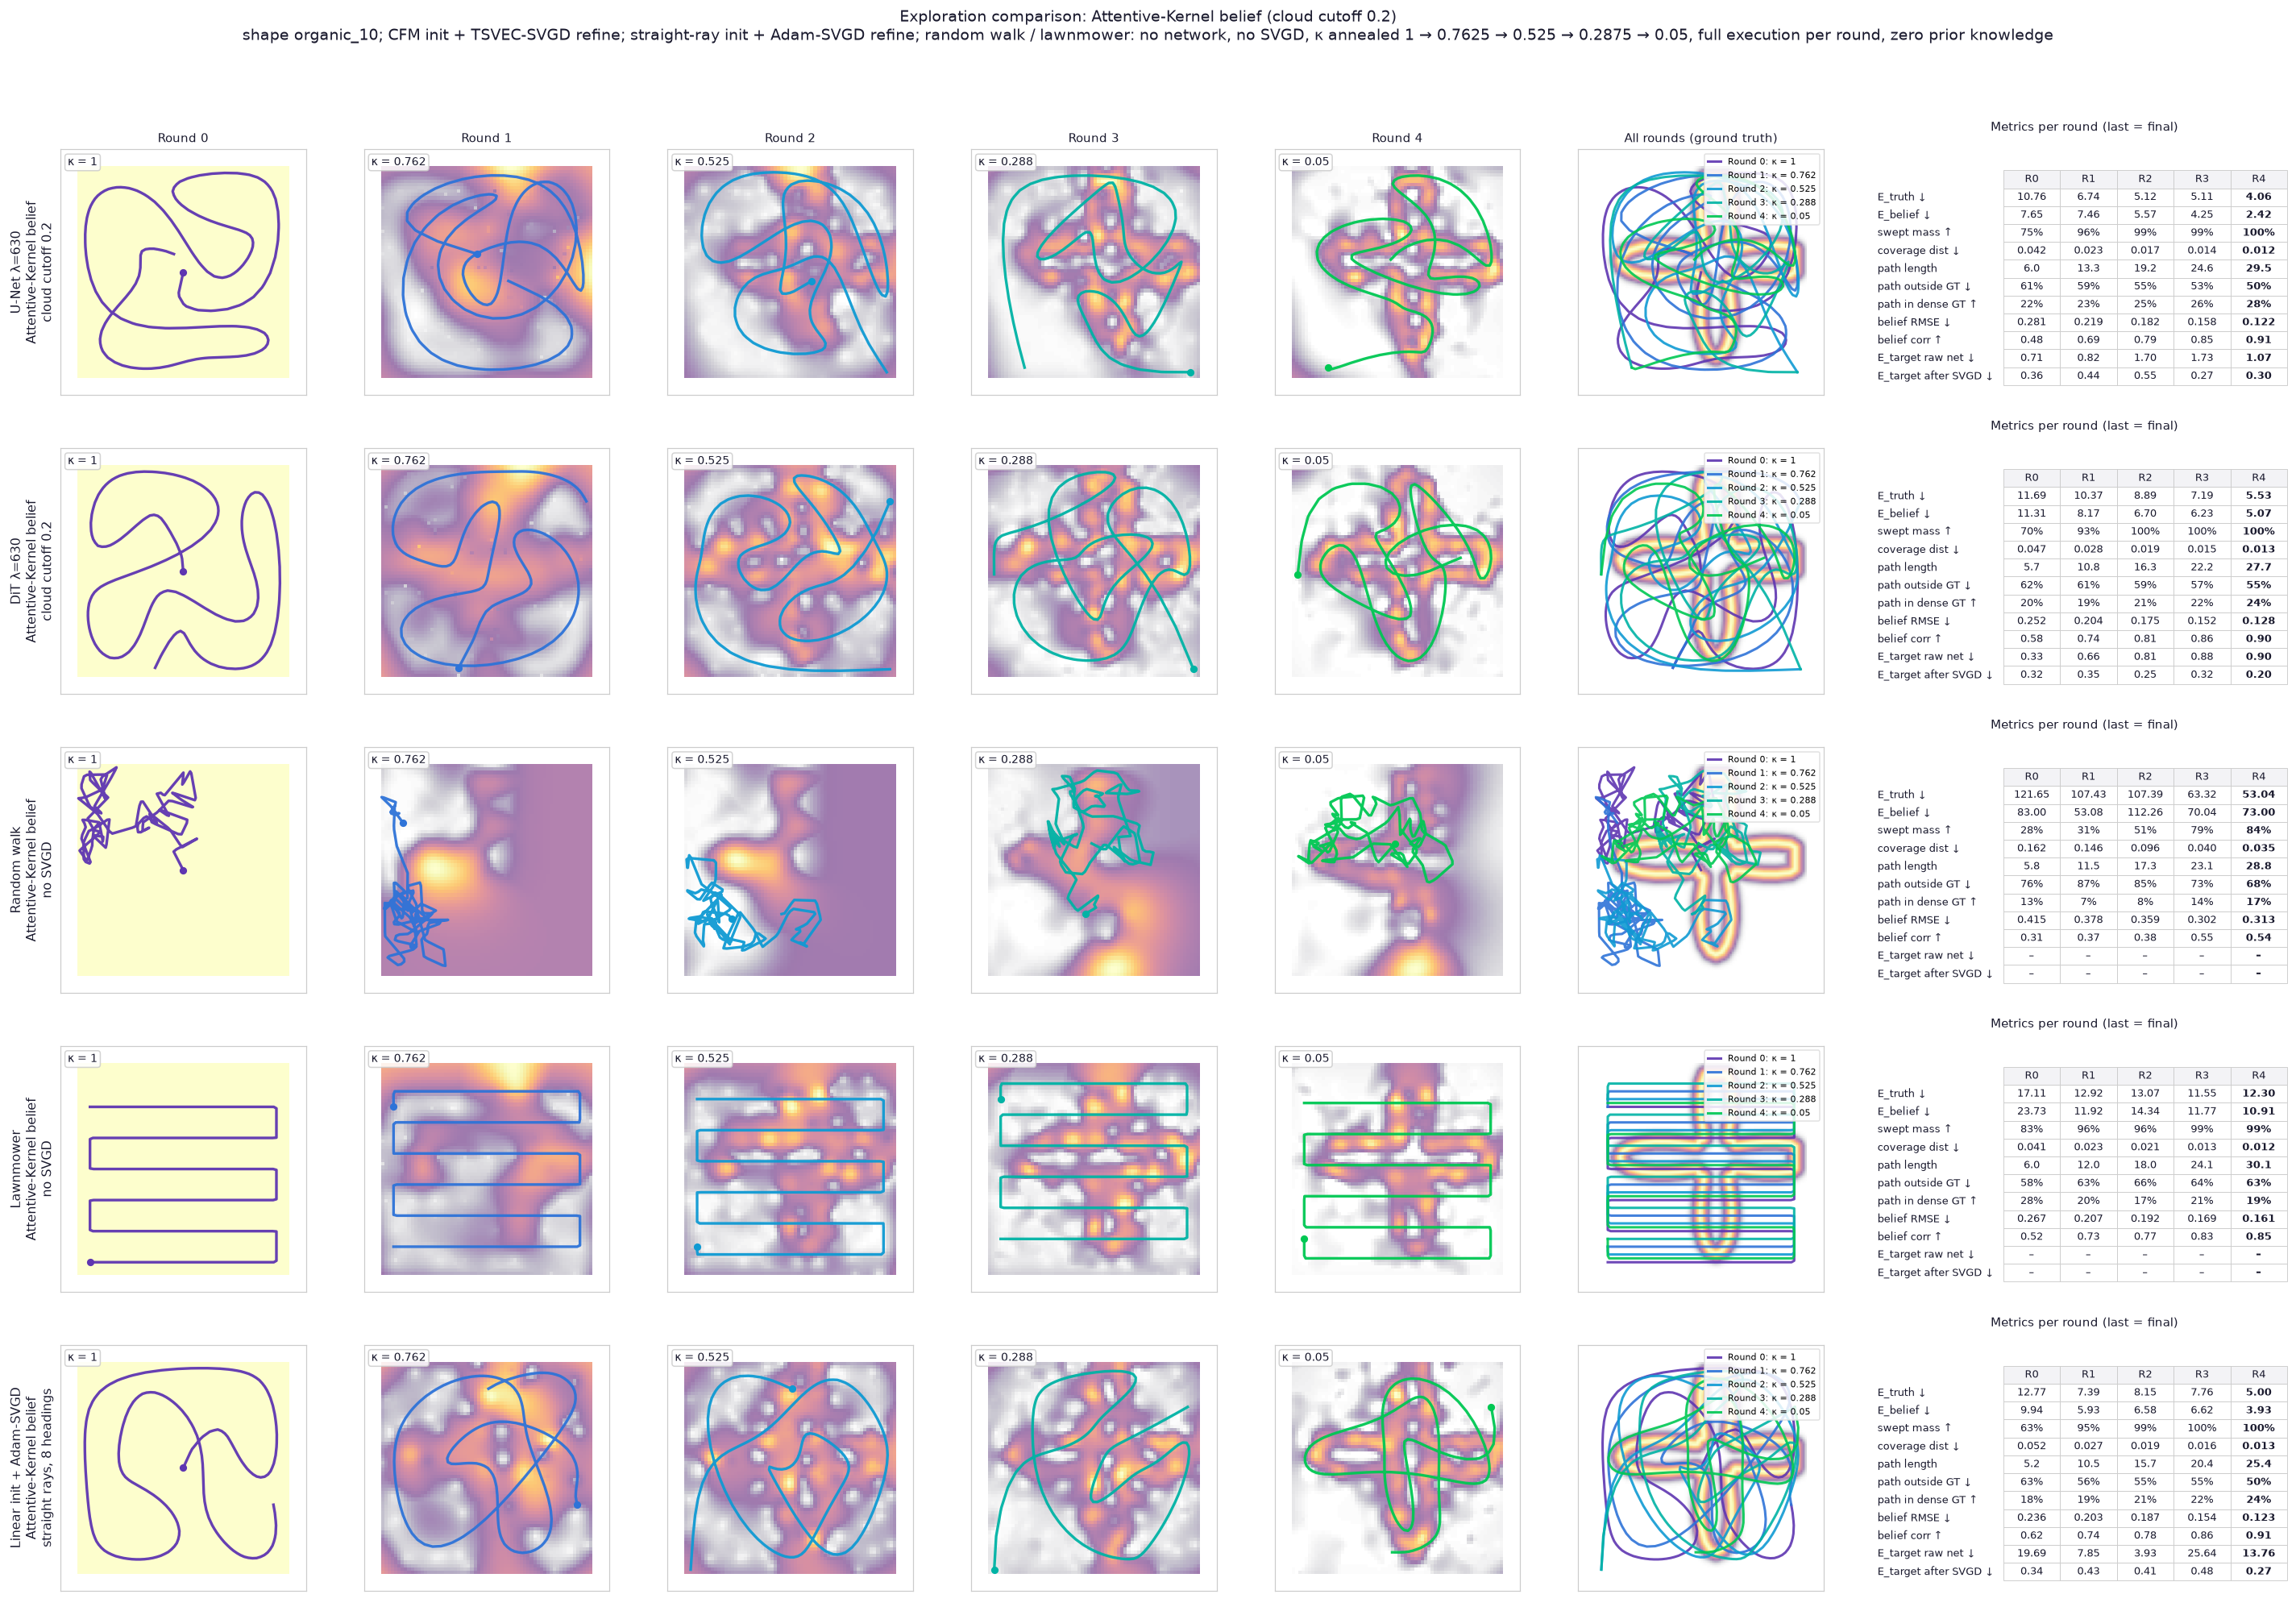 Exploration comparison: Attentive-Kernel belief (cloud cutoff 0.2)
shape organic_10; CFM init + TSVEC-SVGD refine; straight-ray init + Adam-SVGD refine; random walk / lawnmower: no network, no SVGD, κ annealed 1 → 0.7625 → 0.525 → 0.2875 → 0.05, full execution per round, zero prior knowledge
Round 0 Round 1 Round 2 Round 3 Round 4 All rounds (ground truth) Metrics per round (last = final)
U-Net λ=630
Attentive-Kernel belief
cloud cutoff 0.2
κ = 1 κ = 0.762 κ = 0.525 κ = 0.288 κ = 0.05
Round 0: κ = 1
Round 1: κ = 0.762
Round 2: κ = 0.525
Round 3: κ = 0.288
Round 4: κ = 0.05
R0 R1 R2 R3 R4
E_truth ↓ 10.76 6.74 5.12 5.11 4.06
E_belief ↓ 7.65 7.46 5.57 4.25 2.42
swept mass ↑ 75% 96% 99% 99% 100%
coverage dist ↓ 0.042 0.023 0.017 0.014 0.012
path length 6.0 13.3 19.2 24.6 29.5
path outside GT ↓ 61% 59% 55% 53% 50%
path in dense GT ↑ 22% 23% 25% 26% 28%
belief RMSE ↓ 0.281 0.219 0.182 0.158 0.122
belief corr ↑ 0.48 0.69 0.79 0.85 0.91
E_target raw net ↓ 0.71 0.82 1.70 1.73 1.07
E_target after SVGD ↓ 0.36 0.44 0.55 0.27 0.30
Metrics per round (last = final)
DiT λ=630
Attentive-Kernel belief
cloud cutoff 0.2
κ = 1 κ = 0.762 κ = 0.525 κ = 0.288 κ = 0.05
Round 0: κ = 1
Round 1: κ = 0.762
Round 2: κ = 0.525
Round 3: κ = 0.288
Round 4: κ = 0.05
R0 R1 R2 R3 R4
E_truth ↓ 11.69 10.37 8.89 7.19 5.53
E_belief ↓ 11.31 8.17 6.70 6.23 5.07
swept mass ↑ 70% 93% 100% 100% 100%
coverage dist ↓ 0.047 0.028 0.019 0.015 0.013
path length 5.7 10.8 16.3 22.2 27.7
path outside GT ↓ 62% 61% 59% 57% 55%
path in dense GT ↑ 20% 19% 21% 22% 24%
belief RMSE ↓ 0.252 0.204 0.175 0.152 0.128
belief corr ↑ 0.58 0.74 0.81 0.86 0.90
E_target raw net ↓ 0.33 0.66 0.81 0.88 0.90
E_target after SVGD ↓ 0.32 0.35 0.25 0.32 0.20
Metrics per round (last = final)
Random walk
Attentive-Kernel belief
no SVGD
κ = 1 κ = 0.762 κ = 0.525 κ = 0.288 κ = 0.05
Round 0: κ = 1
Round 1: κ = 0.762
Round 2: κ = 0.525
Round 3: κ = 0.288
Round 4: κ = 0.05
R0 R1 R2 R3 R4
E_truth ↓ 121.65 107.43 107.39 63.32 53.04
E_belief ↓ 83.00 53.08 112.26 70.04 73.00
swept mass ↑ 28% 31% 51% 79% 84%
coverage dist ↓ 0.162 0.146 0.096 0.040 0.035
path length 5.8 11.5 17.3 23.1 28.8
path outside GT ↓ 76% 87% 85% 73% 68%
path in dense GT ↑ 13% 7% 8% 14% 17%
belief RMSE ↓ 0.415 0.378 0.359 0.302 0.313
belief corr ↑ 0.31 0.37 0.38 0.55 0.54
E_target raw net ↓ – – – – –
E_target after SVGD ↓ – – – – –
Metrics per round (last = final)
Lawnmower
Attentive-Kernel belief
no SVGD
κ = 1 κ = 0.762 κ = 0.525 κ = 0.288 κ = 0.05
Round 0: κ = 1
Round 1: κ = 0.762
Round 2: κ = 0.525
Round 3: κ = 0.288
Round 4: κ = 0.05
R0 R1 R2 R3 R4
E_truth ↓ 17.11 12.92 13.07 11.55 12.30
E_belief ↓ 23.73 11.92 14.34 11.77 10.91
swept mass ↑ 83% 96% 96% 99% 99%
coverage dist ↓ 0.041 0.023 0.021 0.013 0.012
path length 6.0 12.0 18.0 24.1 30.1
path outside GT ↓ 58% 63% 66% 64% 63%
path in dense GT ↑ 28% 20% 17% 21% 19%
belief RMSE ↓ 0.267 0.207 0.192 0.169 0.161
belief corr ↑ 0.52 0.73 0.77 0.83 0.85
E_target raw net ↓ – – – – –
E_target after SVGD ↓ – – – – –
Metrics per round (last = final)
Linear init + Adam-SVGD
Attentive-Kernel belief
straight rays, 8 headings
κ = 1 κ = 0.762 κ = 0.525 κ = 0.288 κ = 0.05
Round 0: κ = 1
Round 1: κ = 0.762
Round 2: κ = 0.525
Round 3: κ = 0.288
Round 4: κ = 0.05
R0 R1 R2 R3 R4
E_truth ↓ 12.77 7.39 8.15 7.76 5.00
E_belief ↓ 9.94 5.93 6.58 6.62 3.93
swept mass ↑ 63% 95% 99% 100% 100%
coverage dist ↓ 0.052 0.027 0.019 0.016 0.013
path length 5.2 10.5 15.7 20.4 25.4
path outside GT ↓ 63% 56% 55% 55% 50%
path in dense GT ↑ 18% 19% 21% 22% 24%
belief RMSE ↓ 0.236 0.203 0.187 0.154 0.123
belief corr ↑ 0.62 0.74 0.78 0.86 0.91
E_target raw net ↓ 19.69 7.85 3.93 25.64 13.76
E_target after SVGD ↓ 0.34 0.43 0.41 0.48 0.27